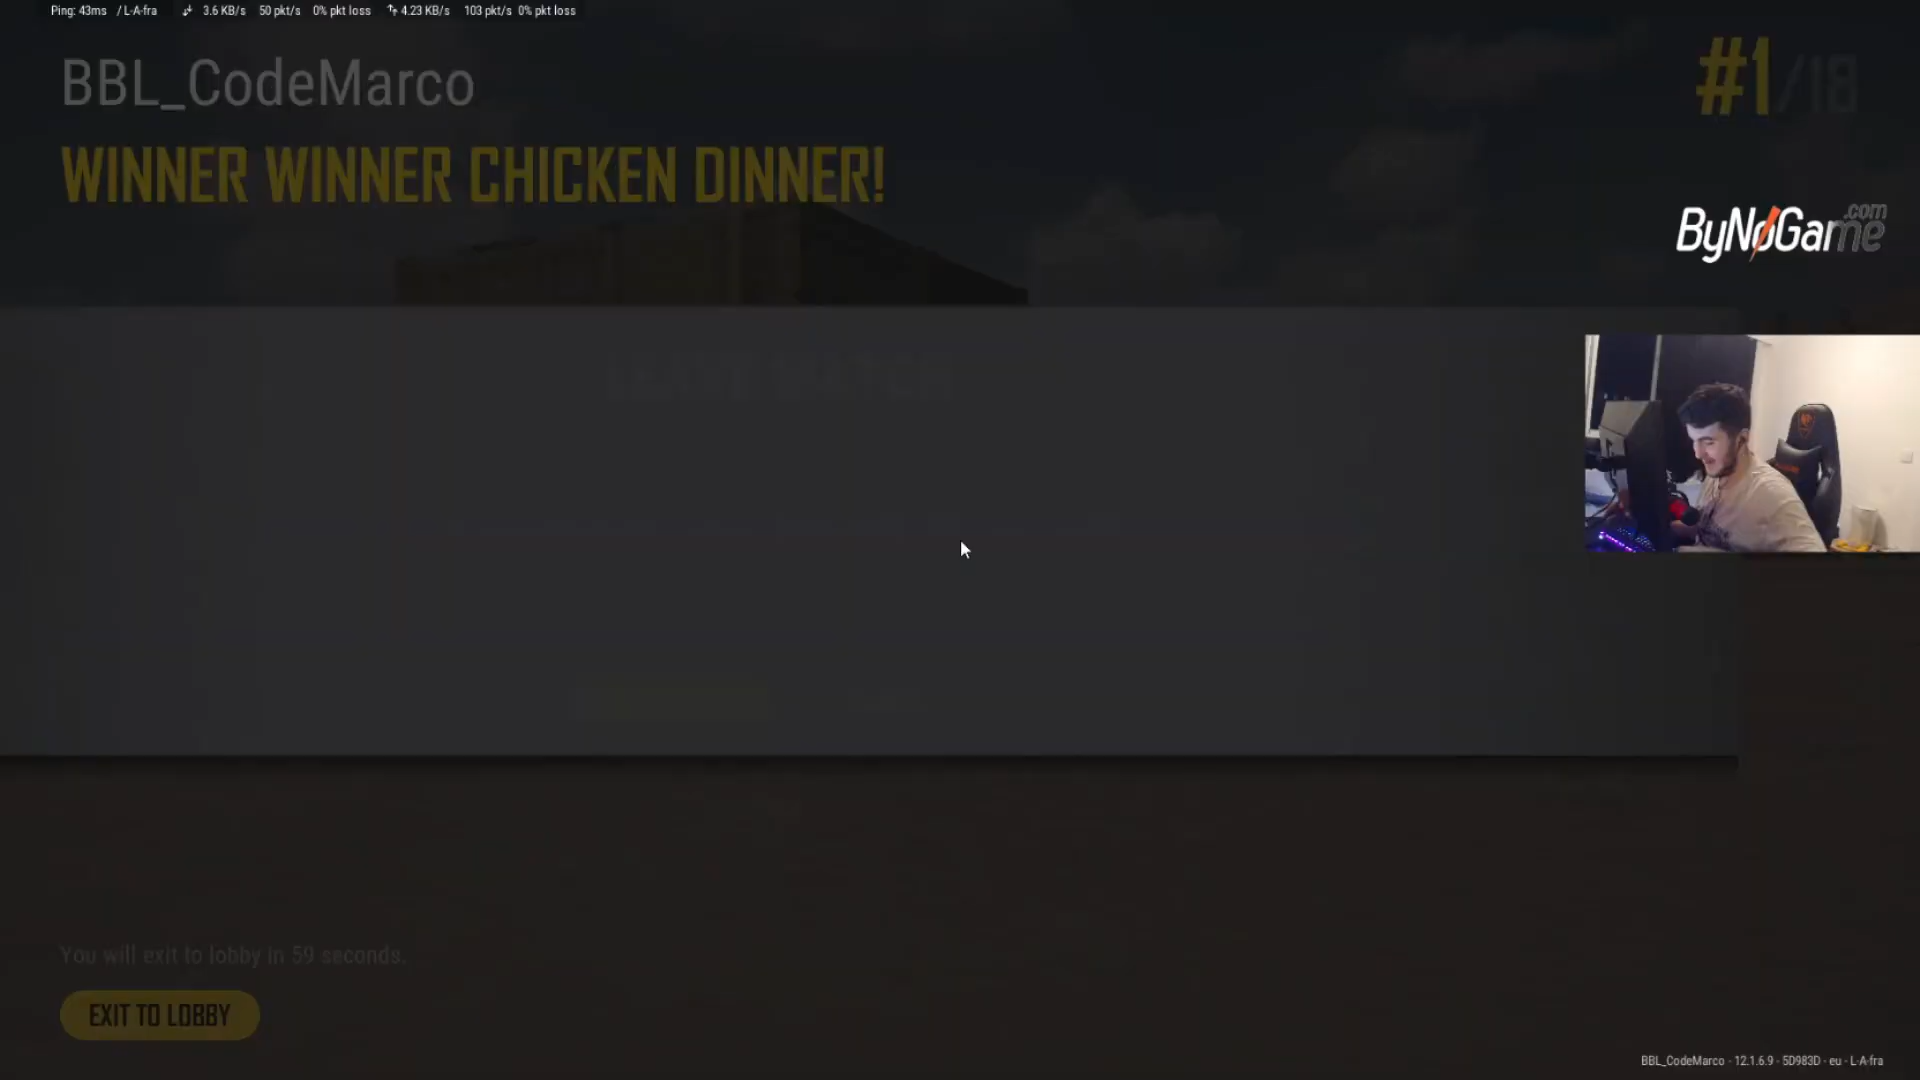 Ping: 43ms / L-A-fra 3.6 KB/s 50 pkt/s 0% pkt loss 4.23 KB/s 103 pkt/s 0% pkt loss
BBL_CodeMarco
#1/18
WINNER WINNER CHICKEN DINNER!
ByNoGame.com
LEAVE MATCH
You will exit to lobby in 59 seconds.
EXIT TO LOBBY
BBL_CodeMarco - 12.1.6.9 - 5D983D - eu - L-A-fra